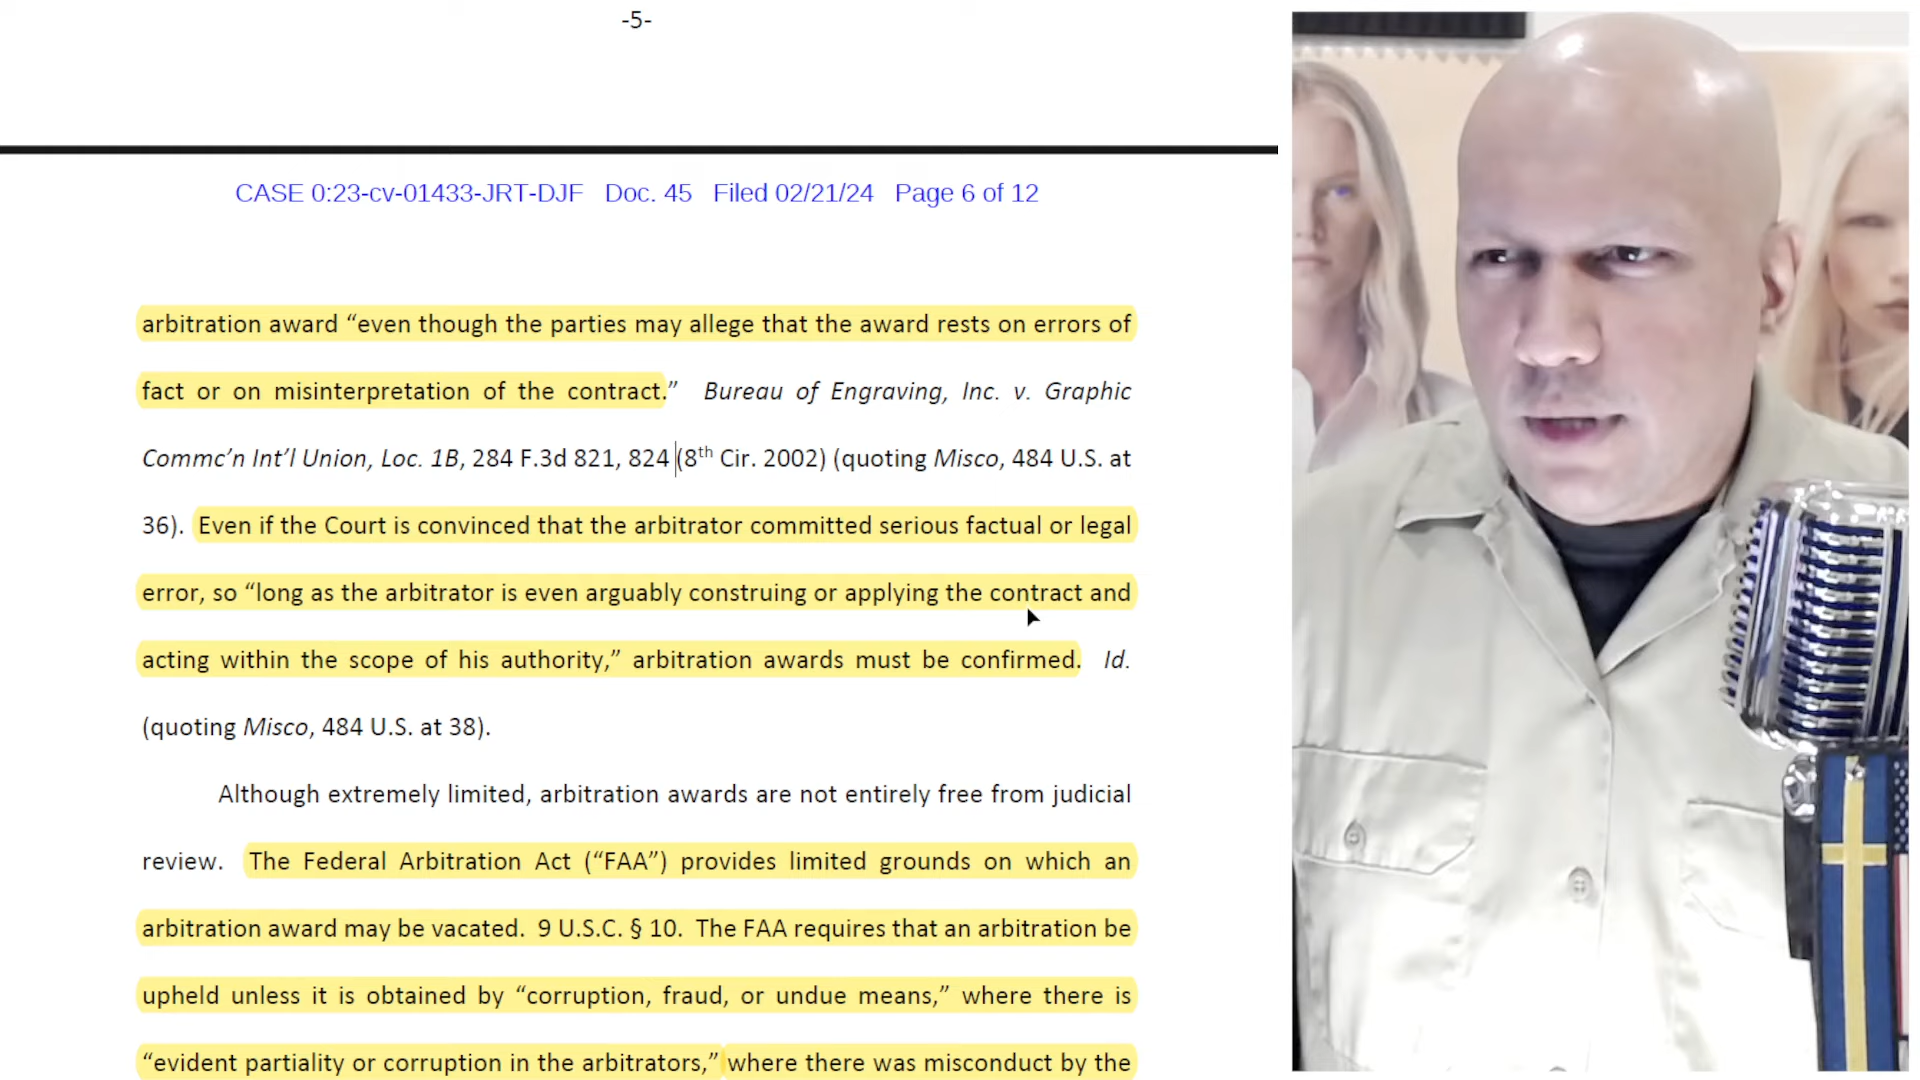 -5-
CASE 0:23-cv-01433-JRT-DJF Doc. 45 Filed 02/21/24 Page 6 of 12
arbitration award “even though the parties may allege that the award rests on errors of
fact or on misinterpretation of the contract.” Bureau of Engraving, Inc. v. Graphic
Commc’n Int’l Union, Loc. 1B, 284 F.3d 821, 824 (8th Cir. 2002) (quoting Misco, 484 U.S. at
36). Even if the Court is convinced that the arbitrator committed serious factual or legal
error, so “long as the arbitrator is even arguably construing or applying the contract and
acting within the scope of his authority,” arbitration awards must be confirmed. Id.
(quoting Misco, 484 U.S. at 38).
Although extremely limited, arbitration awards are not entirely free from judicial
review. The Federal Arbitration Act (“FAA”) provides limited grounds on which an
arbitration award may be vacated. 9 U.S.C. § 10. The FAA requires that an arbitration be
upheld unless it is obtained by “corruption, fraud, or undue means,” where there is
“evident partiality or corruption in the arbitrators,” where there was misconduct by the